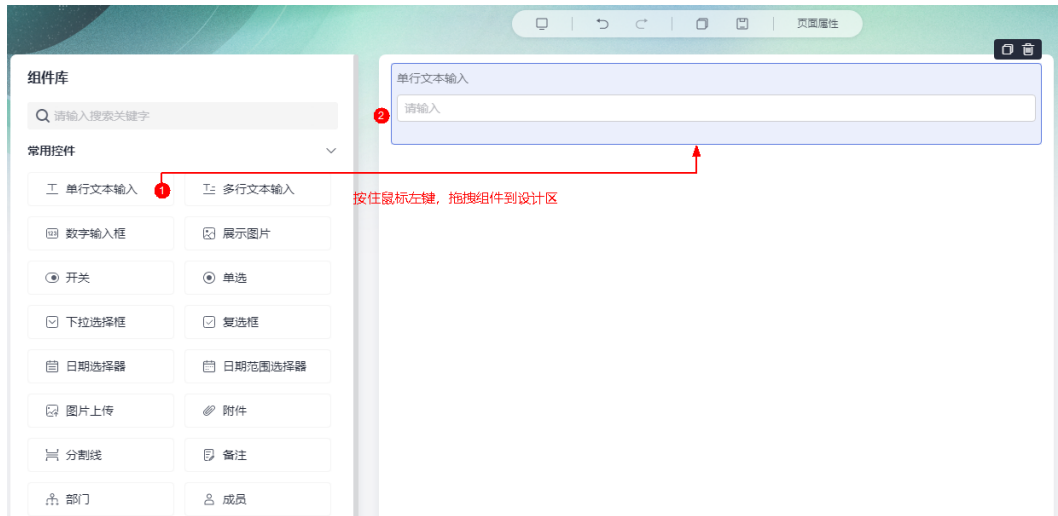 页面属性
组件库
请输入搜索关键字
常用控件
单行文本输入
多行文本输入
数字输入框
展示图片
开关
单选
下拉选择框
复选框
日期选择器
日期范围选择器
图片上传
附件
分割线
备注
部门
成员
单行文本输入
请输入
1
2
按住鼠标左键，拖拽组件到设计区